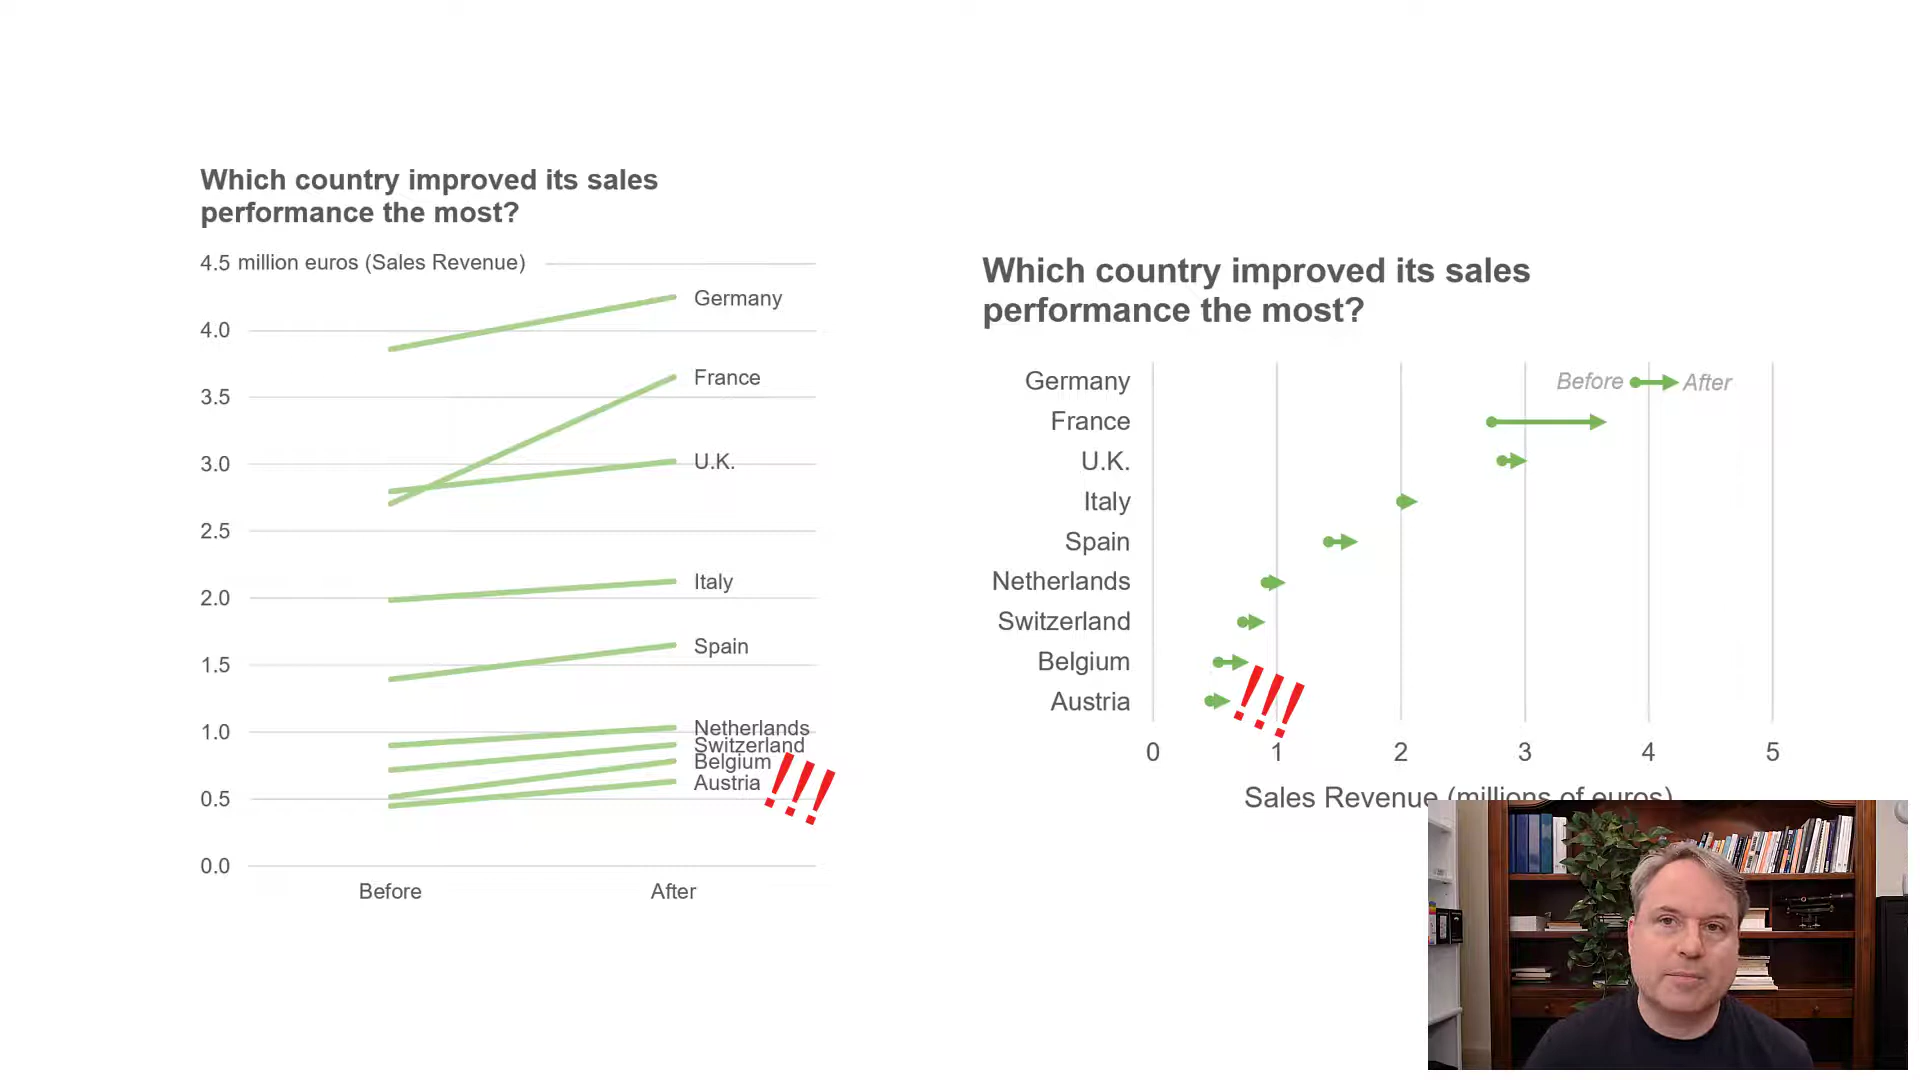 Which country improved its sales
performance the most?
4.5 million euros (Sales Revenue)
Germany
4.0
France
3.5
3.0
U.K.
2.5
Italy
2.0
Spain
1.5
Netherlands
1.0
Switzerland
Belgium
Austria
!!!
0.5
0.0
Before
After
Which country improved its sales
performance the most?
Germany
Before
After
France
U.K.
Italy
Spain
Netherlands
Switzerland
Belgium
Austria
!!!
0 1 2 3 4 5
Sales Revenue (millions of euros)